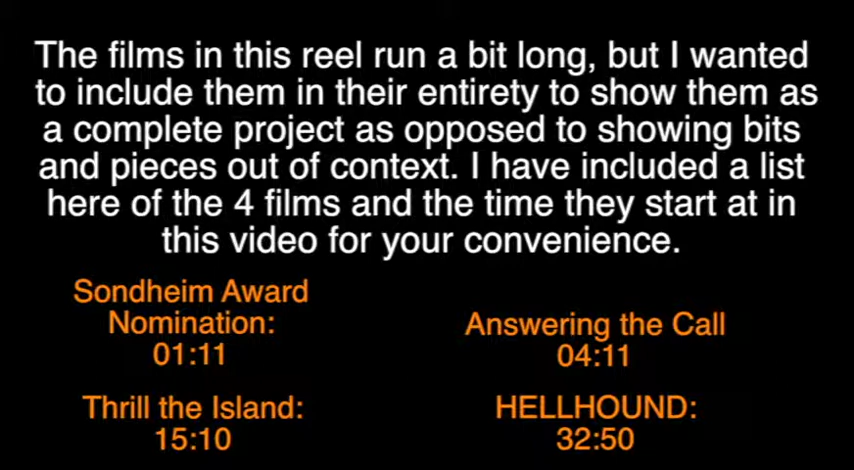 The films in this reel run a bit long, but I wanted
to include them in their entirety to show them as
a complete project as opposed to showing bits
and pieces out of context. I have included a list
here of the 4 films and the time they start at in
this video for your convenience.
Sondheim Award
Nomination:
01:11
Answering the Call
04:11
Thrill the Island:
15:10
HELLHOUND:
32:50